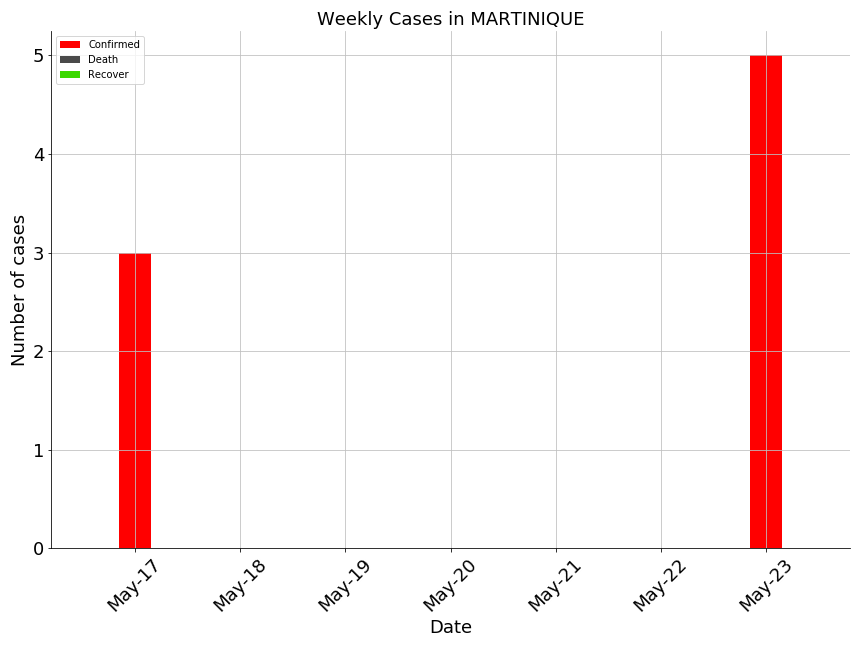 Weekly Cases in MARTINIQUE
Confirmed
Death
Recover
Number of cases
5
4
3
2
1
0
May-17
May-18
May-19
May-20
May-21
May-22
May-23
Date